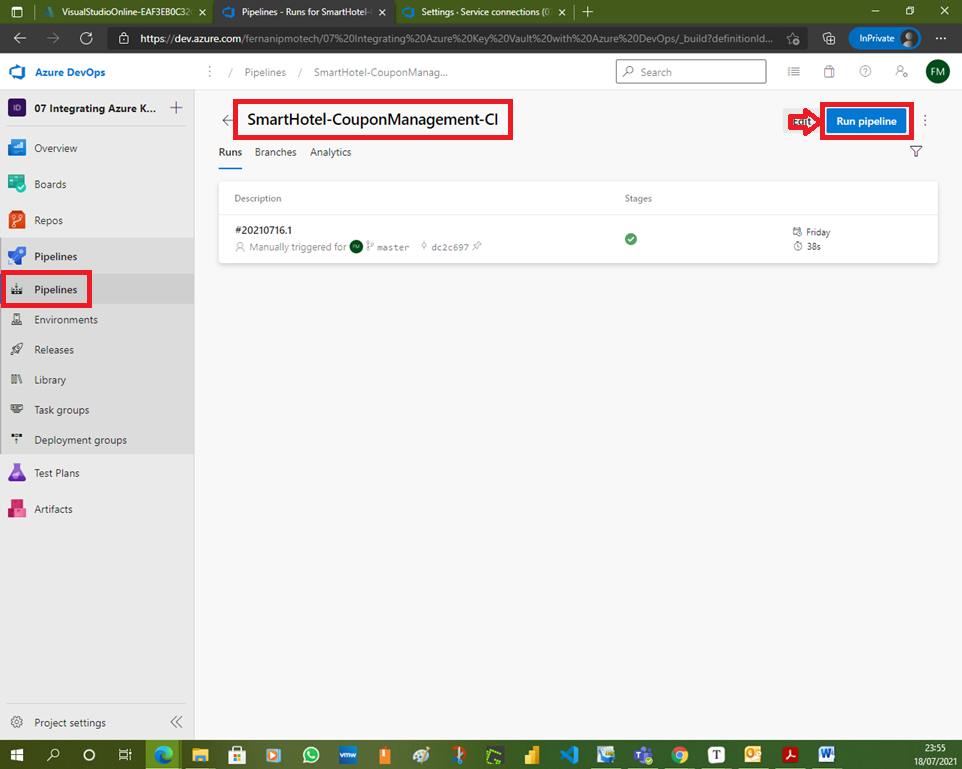 VisualStudioOnline-EAF3EB0C32
Pipelines - Runs for SmartHotel-
Settings · Service connections (0
https://dev.azure.com/fernanipmotech/07%20Integrating%20Azure%20Key%20Vault%20with%20Azure%20DevOps/_build?definitionId...
InPrivate
Azure DevOps
/ Pipelines / SmartHotel-CouponManag...
Search
FM
ID 07 Integrating Azure K...
SmartHotel-CouponManagement-CI
Edit
Run pipeline
Overview
Boards
Repos
Pipelines
Pipelines
Environments
Releases
Library
Task groups
Deployment groups
Test Plans
Artifacts
Runs Branches Analytics
Description Stages
#20210716.1
Manually triggered for FM master dc2c697
Friday
38s
Project settings
vmw
T
23:55
18/07/2021